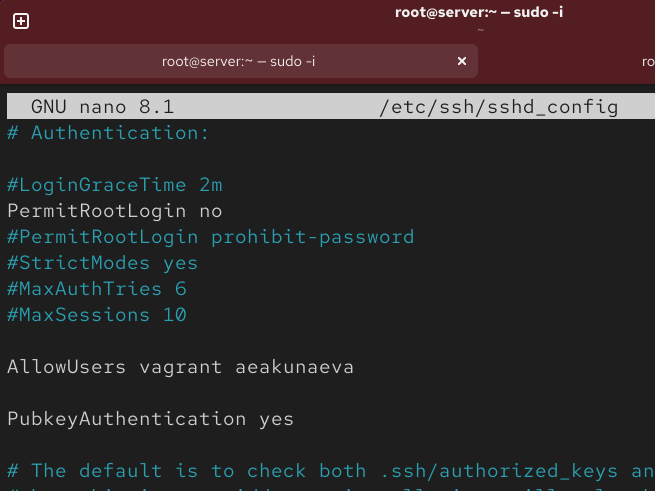 root@server:~ — sudo -i
~
root@server:~ — sudo -i × ro
GNU nano 8.1 /etc/ssh/sshd_config
# Authentication:
#LoginGraceTime 2m
PermitRootLogin no
#PermitRootLogin prohibit-password
#StrictModes yes
#MaxAuthTries 6
#MaxSessions 10
AllowUsers vagrant aeakunaeva
PubkeyAuthentication yes
# The default is to check both .ssh/authorized_keys an